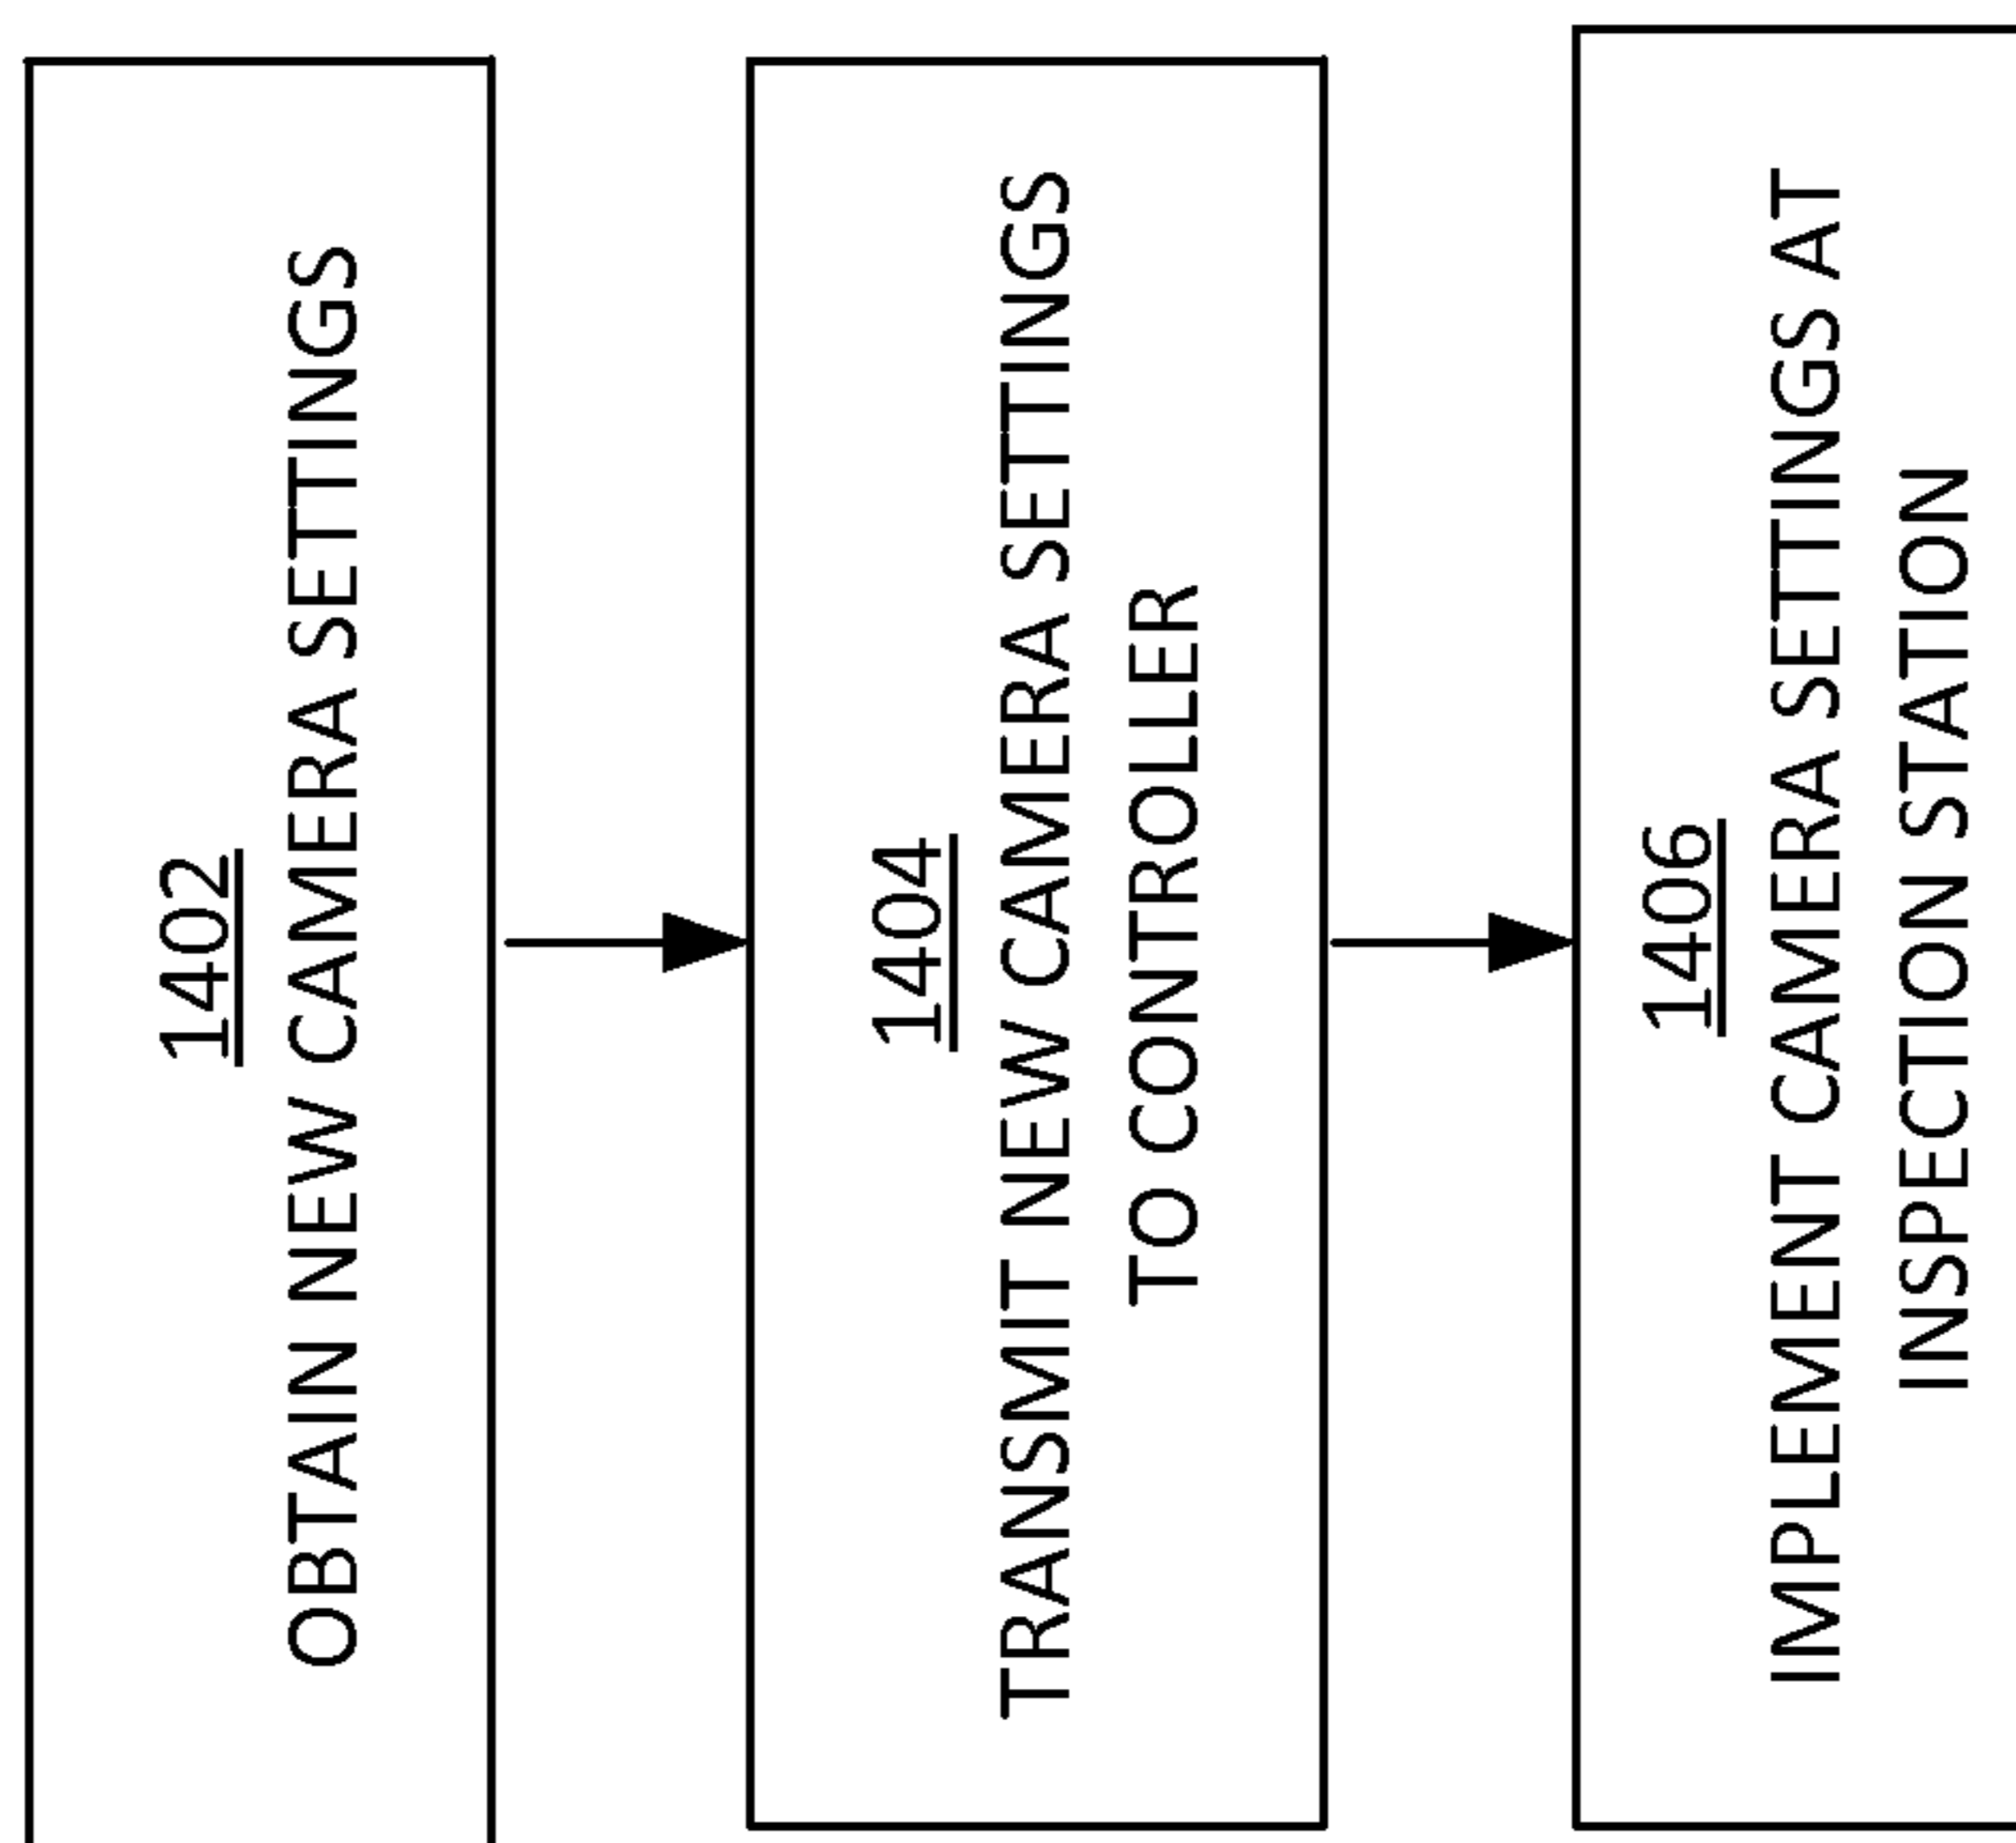 1402
OBTAIN NEW CAMERA SETTINGS
1404
TRANSMIT NEW CAMERA SETTINGS
TO CONTROLLER
1406
IMPLEMENT CAMERA SETTINGS AT
INSPECTION STATION